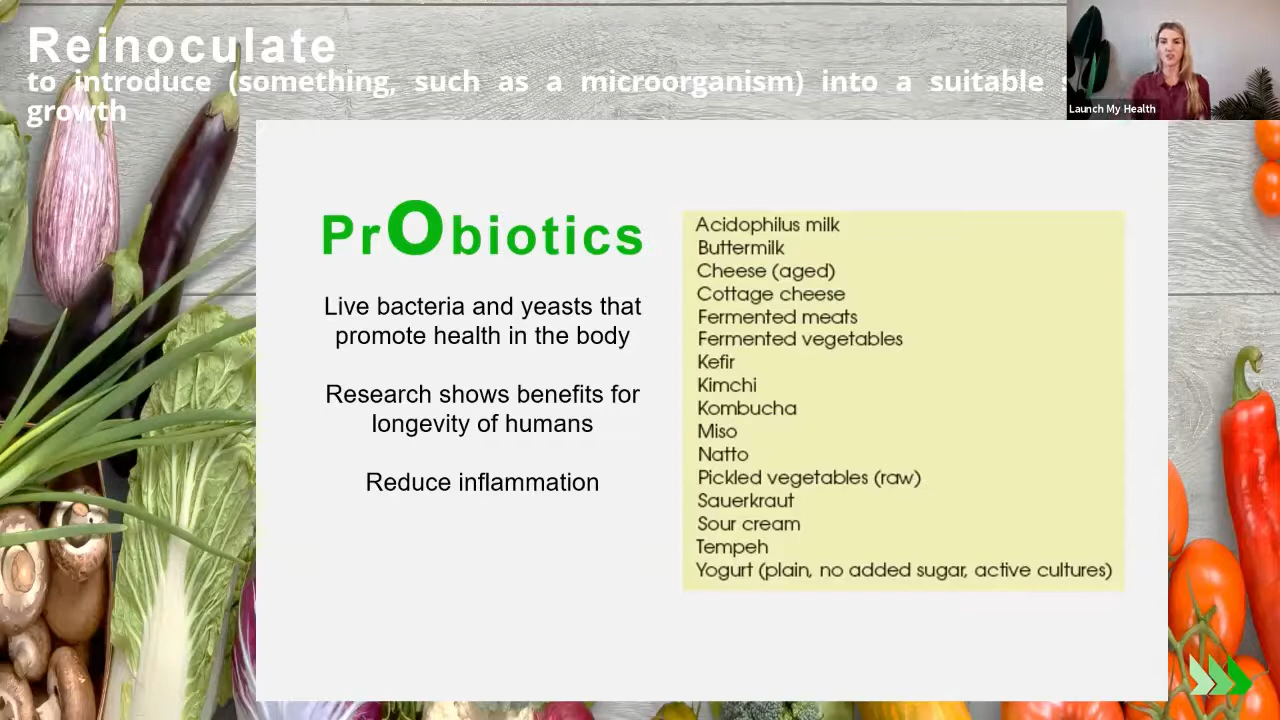 Reinoculate
to introduce (something, such as a microorganism) into a suitable
growth
Launch My Health
PrObiotics
Live bacteria and yeasts that
promote health in the body
Research shows benefits for
longevity of humans
Reduce inflammation
Acidophilus milk
Buttermilk
Cheese (aged)
Cottage cheese
Fermented meats
Fermented vegetables
Kefir
Kimchi
Kombucha
Miso
Natto
Pickled vegetables (raw)
Sauerkraut
Sour cream
Tempeh
Yogurt (plain, no added sugar, active cultures)